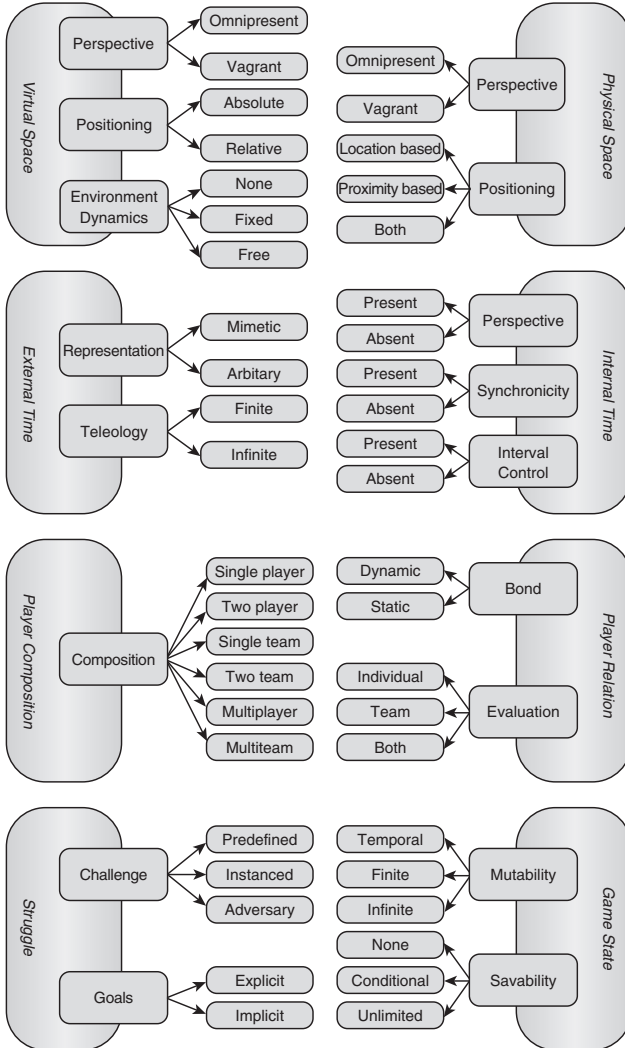 Virtual Space
Perspective
Omnipresent
Vagrant
Positioning
Absolute
Relative
Environment
Dynamics
None
Fixed
Free
Physical Space
Perspective
Omnipresent
Vagrant
Positioning
Location based
Proximity based
Both
External Time
Representation
Mimetic
Arbitary
Teleology
Finite
Infinite
Internal Time
Perspective
Present
Absent
Synchronicity
Present
Absent
Interval
Control
Present
Absent
Player Composition
Composition
Single player
Two player
Single team
Two team
Multiplayer
Multiteam
Player Relation
Bond
Dynamic
Static
Evaluation
Individual
Team
Both
Struggle
Challenge
Predefined
Instanced
Adversary
Goals
Explicit
Implicit
Game State
Mutability
Temporal
Finite
Infinite
Savability
None
Conditional
Unlimited